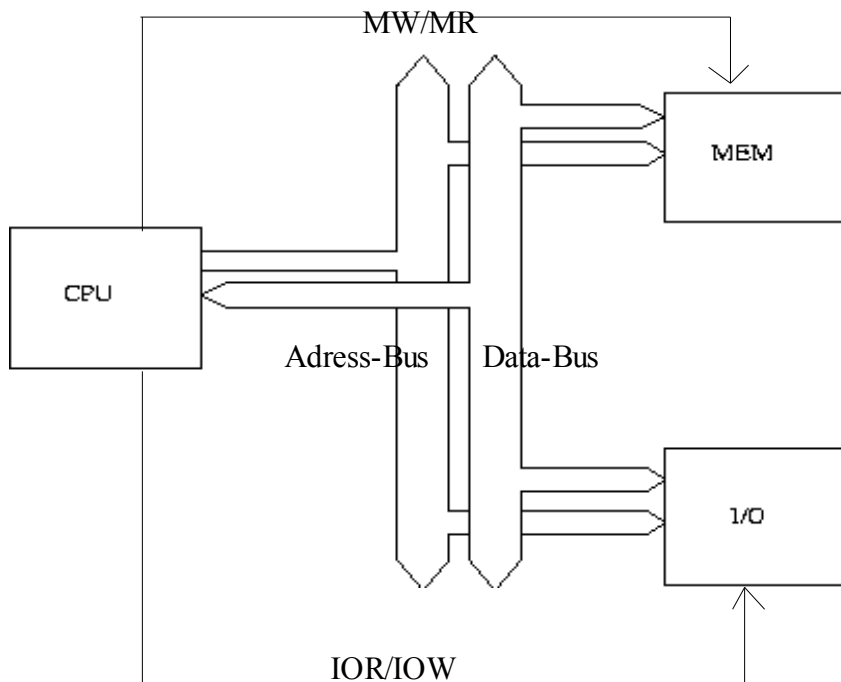 MW/MR
MEM
CPU
Adress-Bus Data-Bus
I/O
IOR/IOW